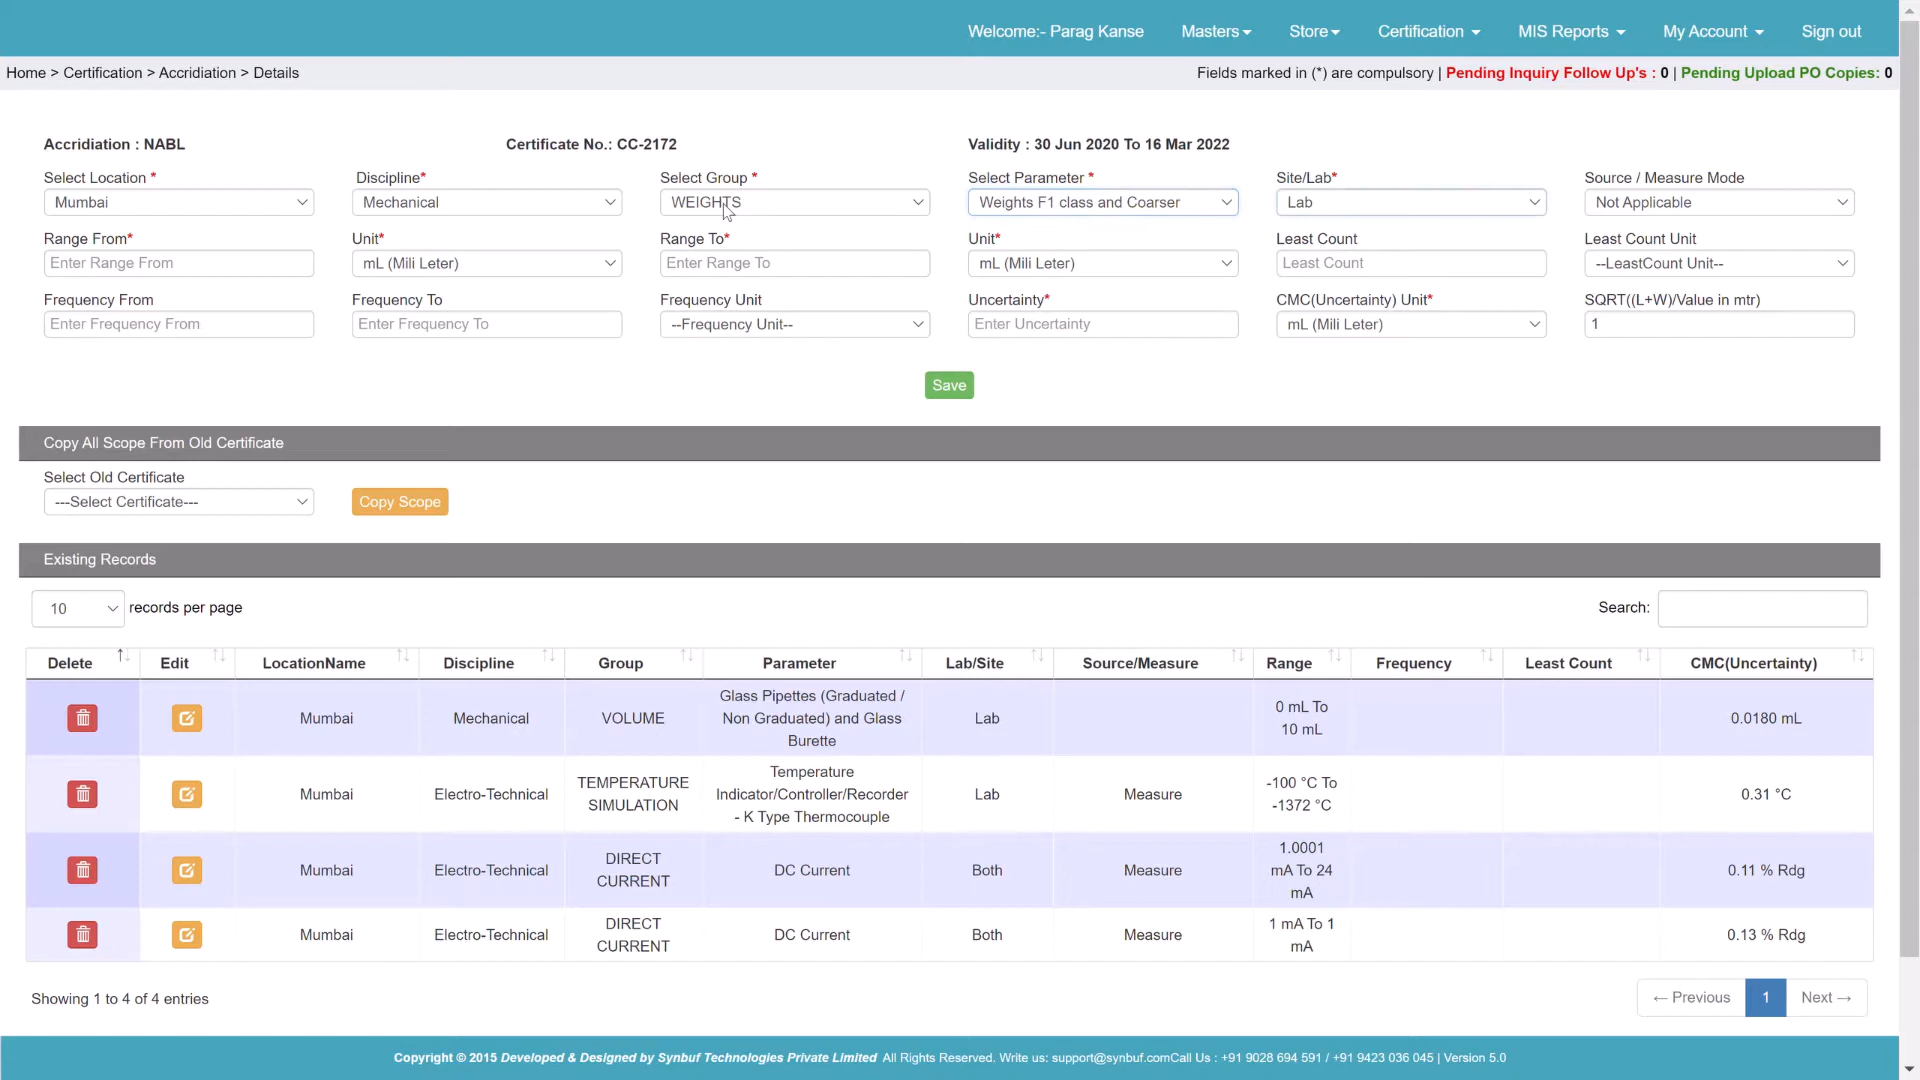 Welcome:- Parag Kanse Masters Store Certification MIS Reports My Account Sign out
Home > Certification > Accridiation > Details
Fields marked in (*) are compulsory | Pending Inquiry Follow Up's : 0 | Pending Upload PO Copies: 0
Accridiation : NABL Certificate No.: CC-2172 Validity : 30 Jun 2020 To 16 Mar 2022
Select Location * Discipline* Select Group * Select Parameter * Site/Lab* Source / Measure Mode
Mumbai Mechanical WEIGHTS Weights F1 class and Coarser Lab Not Applicable
Range From* Unit* Range To* Unit* Least Count Least Count Unit
Enter Range From mL (Mili Leter) Enter Range To mL (Mili Leter) Least Count --LeastCount Unit--
Frequency From Frequency To Frequency Unit Uncertainty* CMC(Uncertainty) Unit* SQRT((L+W)/Value in mtr)
Enter Frequency From Enter Frequency To --Frequency Unit-- Enter Uncertainty mL (Mili Leter) 1
Save
Copy All Scope From Old Certificate
Select Old Certificate
---Select Certificate--- Copy Scope
Existing Records
10 records per page Search:
Delete Edit LocationName Discipline Group Parameter Lab/Site Source/Measure Range Frequency Least Count CMC(Uncertainty)
Mumbai Mechanical VOLUME Glass Pipettes (Graduated /
Non Graduated) and Glass
Burette Lab 0 mL To
10 mL 0.0180 mL
Mumbai Electro-Technical TEMPERATURE
SIMULATION Temperature
Indicator/Controller/Recorder
- K Type Thermocouple Lab Measure -100 °C To
-1372 °C 0.31 °C
Mumbai Electro-Technical DIRECT
CURRENT DC Current Both Measure 1.0001
mA To 24
mA 0.11 % Rdg
Mumbai Electro-Technical DIRECT
CURRENT DC Current Both Measure 1 mA To 1
mA 0.13 % Rdg
Showing 1 to 4 of 4 entries
← Previous 1 Next →
Copyright © 2015 Developed & Designed by Synbuf Technologies Private Limited All Rights Reserved. Write us: support@synbuf.comCall Us : +91 9028 694 591 / +91 9423 036 045 | Version 5.0